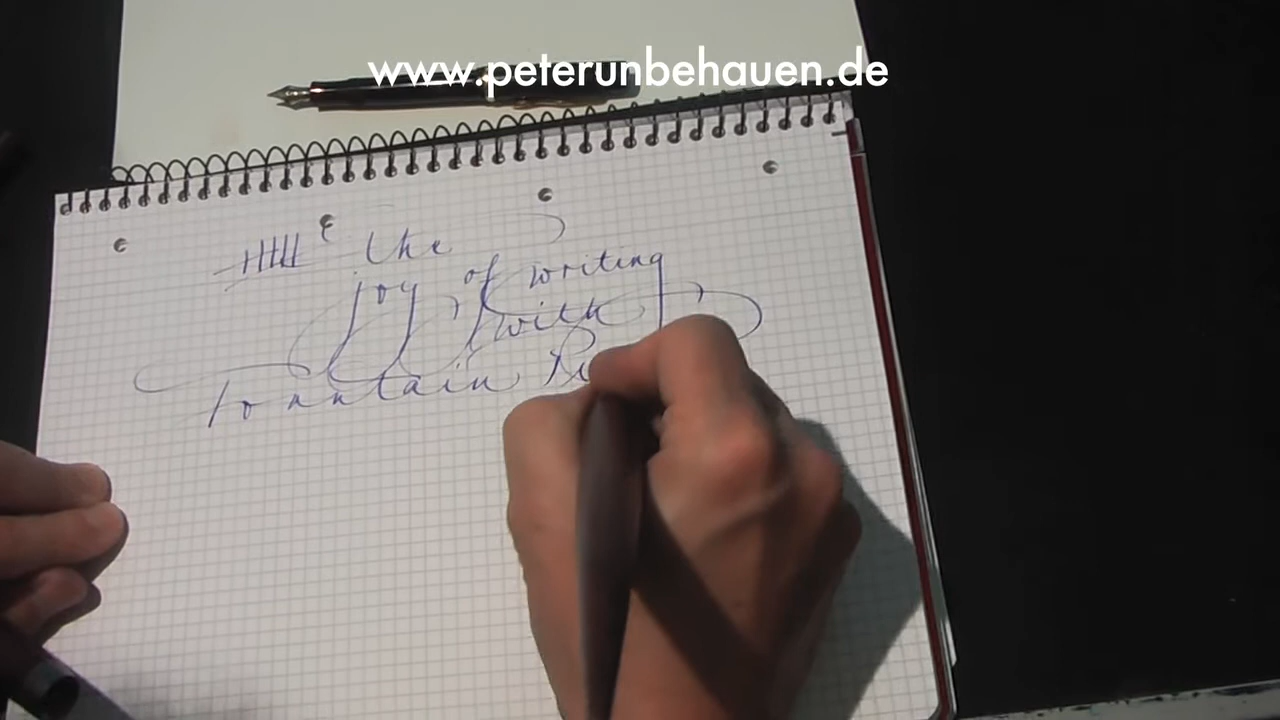 www.peterunbehauen.de
the
joy of writing
with
fountain